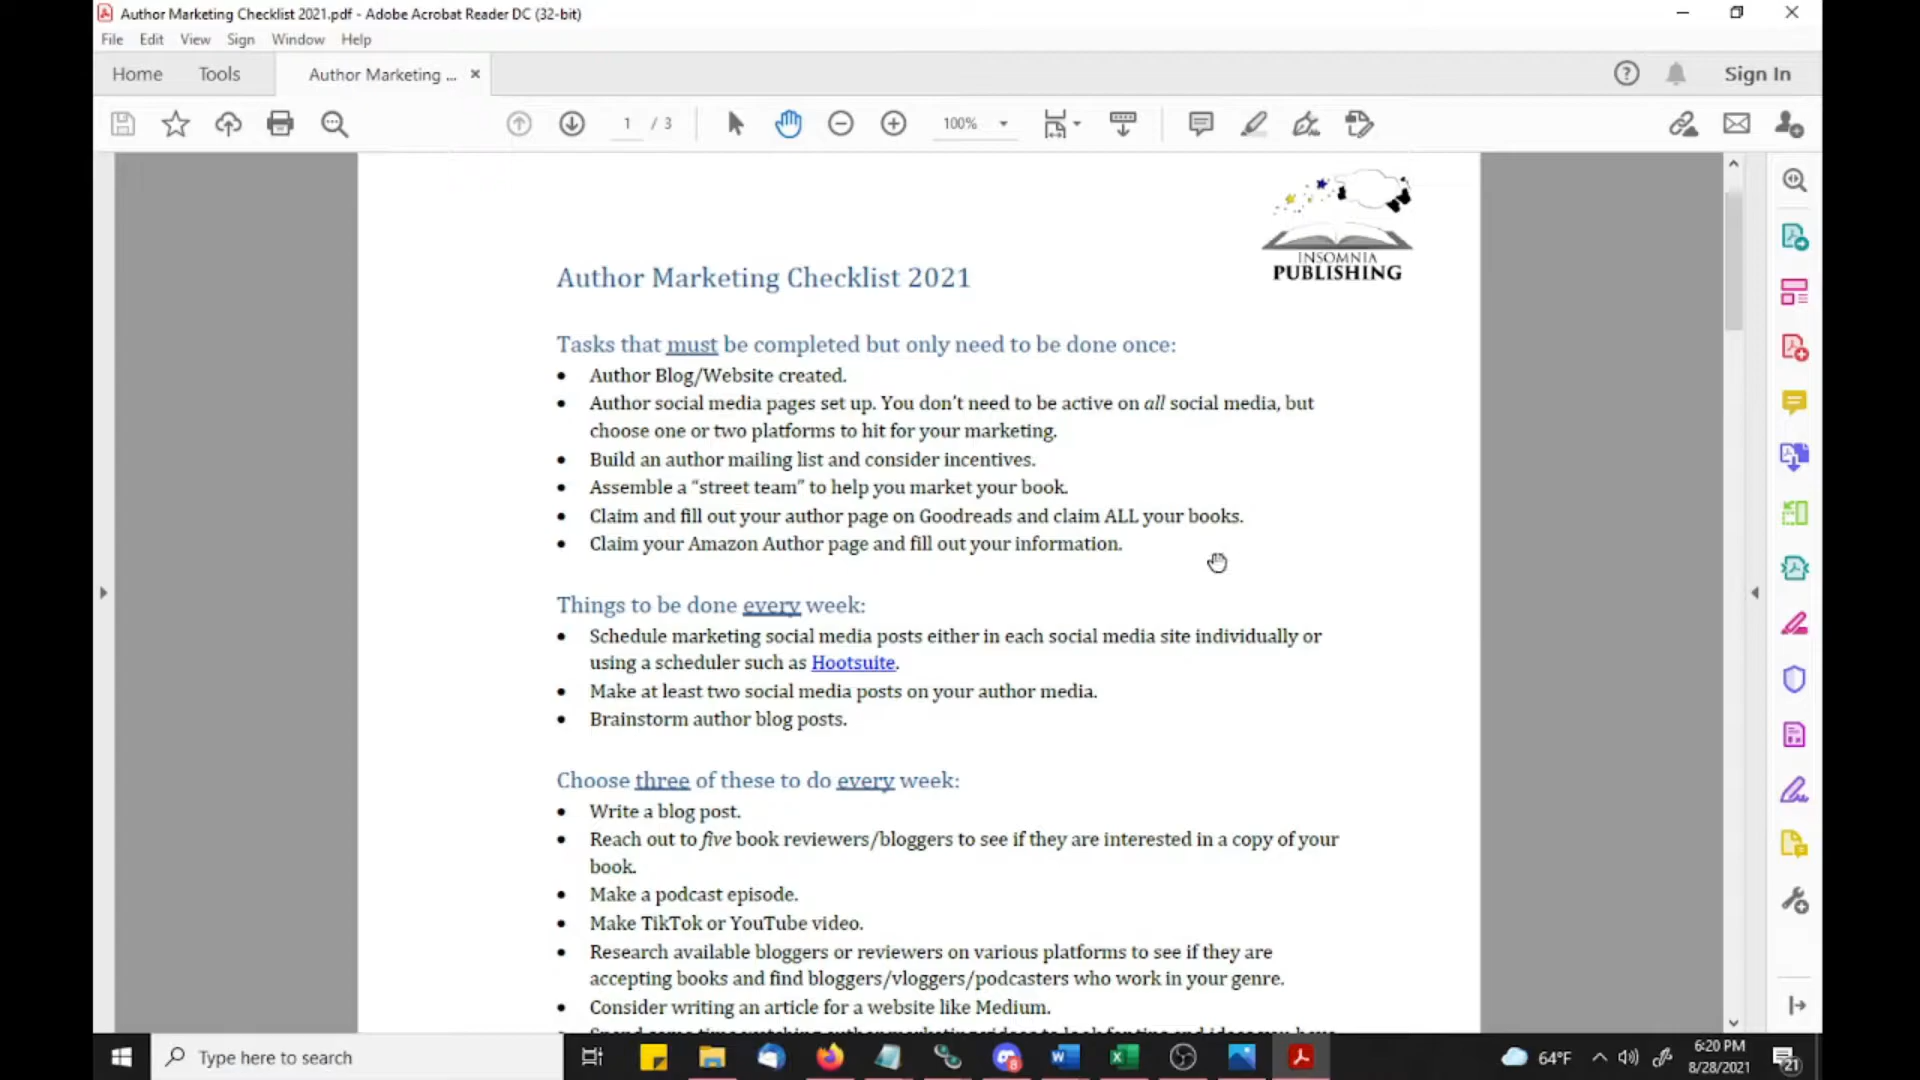 Author Marketing Checklist 2021.pdf - Adobe Acrobat Reader DC (32-bit)
File Edit View Sign Window Help
Home Tools Author Marketing ... × Sign In
1 / 3 100%
INSOMNIA
PUBLISHING
Author Marketing Checklist 2021
Tasks that must be completed but only need to be done once:
• Author Blog/Website created.
• Author social media pages set up. You don't need to be active on all social media, but
choose one or two platforms to hit for your marketing.
• Build an author mailing list and consider incentives.
• Assemble a “street team” to help you market your book.
• Claim and fill out your author page on Goodreads and claim ALL your books.
• Claim your Amazon Author page and fill out your information.
Things to be done every week:
• Schedule marketing social media posts either in each social media site individually or
using a scheduler such as Hootsuite.
• Make at least two social media posts on your author media.
• Brainstorm author blog posts.
Choose three of these to do every week:
• Write a blog post.
• Reach out to five book reviewers/bloggers to see if they are interested in a copy of your
book.
• Make a podcast episode.
• Make TikTok or YouTube video.
• Research available bloggers or reviewers on various platforms to see if they are
accepting books and find bloggers/vloggers/podcasters who work in your genre.
• Consider writing an article for a website like Medium.
Type here to search
64°F
6:20 PM
8/28/2021
21
8